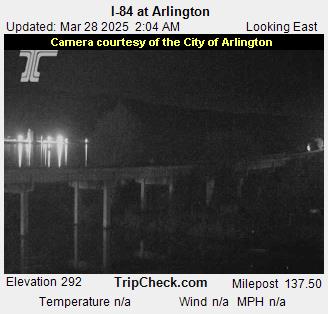 I-84 at Arlington
Updated: Mar 28 2025 2:04 AM Looking East
Camera courtesy of the City of Arlington
Elevation 292 TripCheck.com Milepost 137.50
Temperature n/a Wind n/a MPH n/a